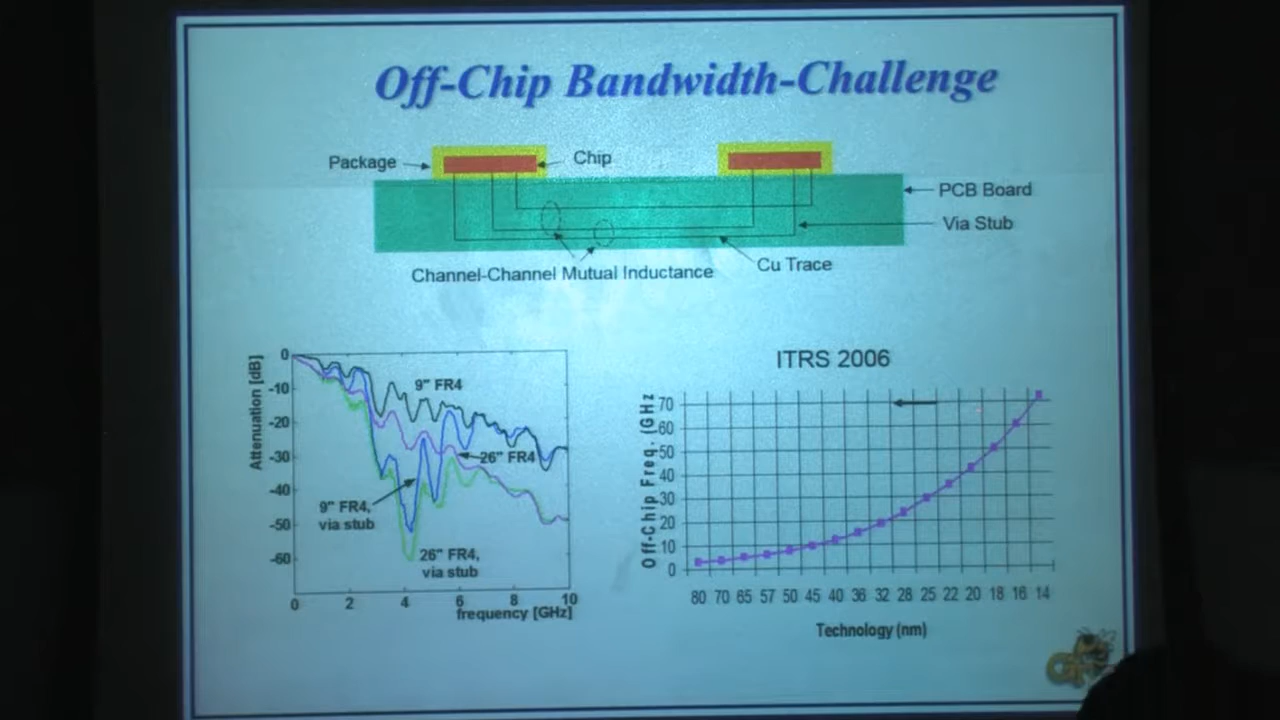 Off-Chip Bandwidth-Challenge
Package
Chip
PCB Board
Via Stub
Channel-Channel Mutual Inductance
Cu Trace
Attenuation [dB]
0
-10
-20
-30
-40
-50
-60
9" FR4
26" FR4
9" FR4,
via stub
26" FR4,
via stub
0 2 4 6 8 10
frequency [GHz]
ITRS 2006
Off-Chip Freq. (GHz
70
60
50
40
30
20
10
0
80 70 65 57 50 45 40 36 32 28 25 22 20 18 16 14
Technology (nm)